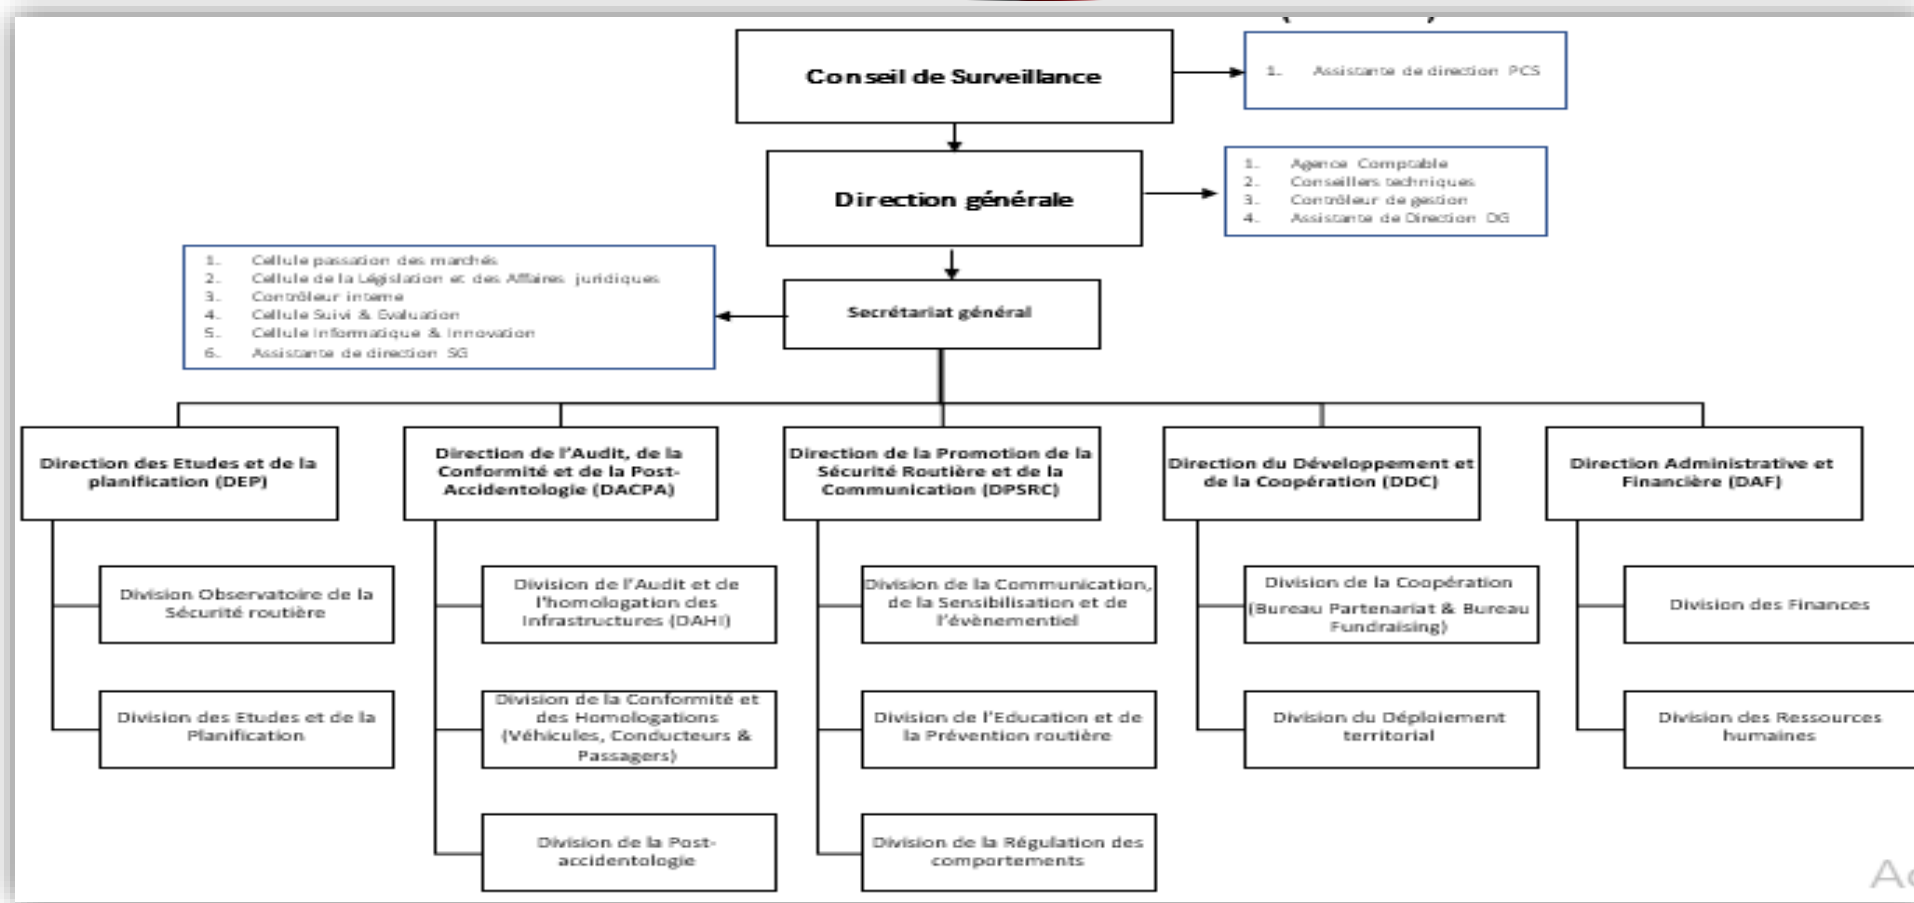 Conseil de Surveillance
1. Assistante de direction PCS
Direction générale
1. Agence Comptable
2. Conseillers techniques
3. Contrôleur de gestion
4. Assistante de Direction DG
1. Cellule passation des marchés
2. Cellule de la Législation et des Affaires juridiques
3. Contrôleur interne
4. Cellule Suivi & Evaluation
5. Cellule Informatique & Innovation
6. Assistante de direction SG
Secrétariat général
Direction des Etudes et de la
planification (DEP)
Direction de l'Audit, de la
Conformité et de la Post-
Accidentologie (DACPA)
Direction de la Promotion de la
Sécurité Routière et de la
Communication (DPSRC)
Direction du Développement et
de la Coopération (DDC)
Direction Administrative et
Financière (DAF)
Division Observatoire de la
Sécurité routière
Division de l'Audit et de
l'homologation des
Infrastructures (DAHI)
Division de la Communication,
de la Sensibilisation et de
l'évènementiel
Division de la Coopération
(Bureau Partenariat & Bureau
Fundraising)
Division des Finances
Division des Etudes et de la
Planification
Division de la Conformité et
des Homologations
(Véhicules, Conducteurs &
Passagers)
Division de l'Education et de
la Prévention routière
Division du Déploiement
territorial
Division des Ressources
humaines
Division de la Post-
accidentologie
Division de la Régulation des
comportements